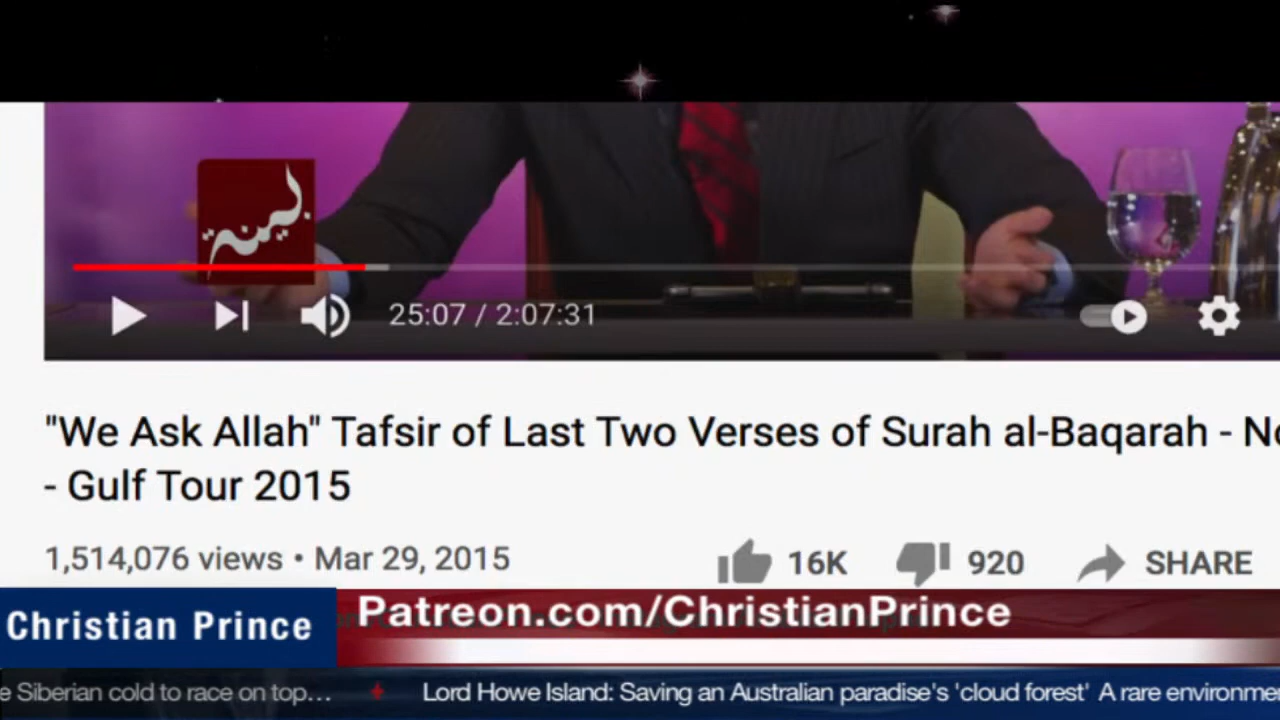 بينة
25:07 / 2:07:31
"We Ask Allah" Tafsir of Last Two Verses of Surah al-Baqarah -
- Gulf Tour 2015
1,514,076 views • Mar 29, 2015
16K
920
SHARE
Christian Prince
Patreon.com/ChristianPrince
e Siberian cold to race on top...
Lord Howe Island: Saving an Australian paradise's 'cloud forest' A rare environme